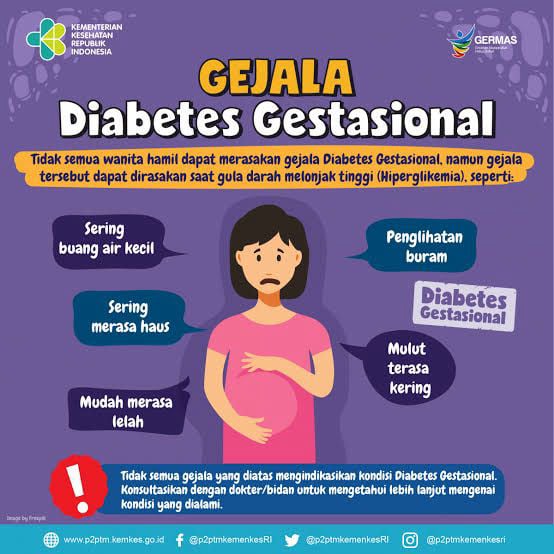 KEMENTERIAN
KESEHATAN
REPUBLIK
INDONESIA
GERMAS
GEJALA
Diabetes Gestasional
Tidak semua wanita hamil dapat merasakan gejala Diabetes Gestasional, namun gejala
tersebut dapat dirasakan saat gula darah melonjak tinggi (Hiperglikemia), seperti:
Sering
buang air kecil
Penglihatan
buram
Sering
merasa haus
Diabetes
Gestasional
Mulut
terasa
kering
Mudah merasa
lelah
Tidak semua gejala yang diatas mengindikasikan kondisi Diabetes Gestasional.
Konsultasikan dengan dokter/bidan untuk mengetahui lebih lanjut mengenai
kondisi yang dialami.
Image by Freepik
www.p2ptm.kemkes.go.id
@p2ptmkemenkesRI
@p2ptmkemenkesRI
@p2ptmkemenkesRI